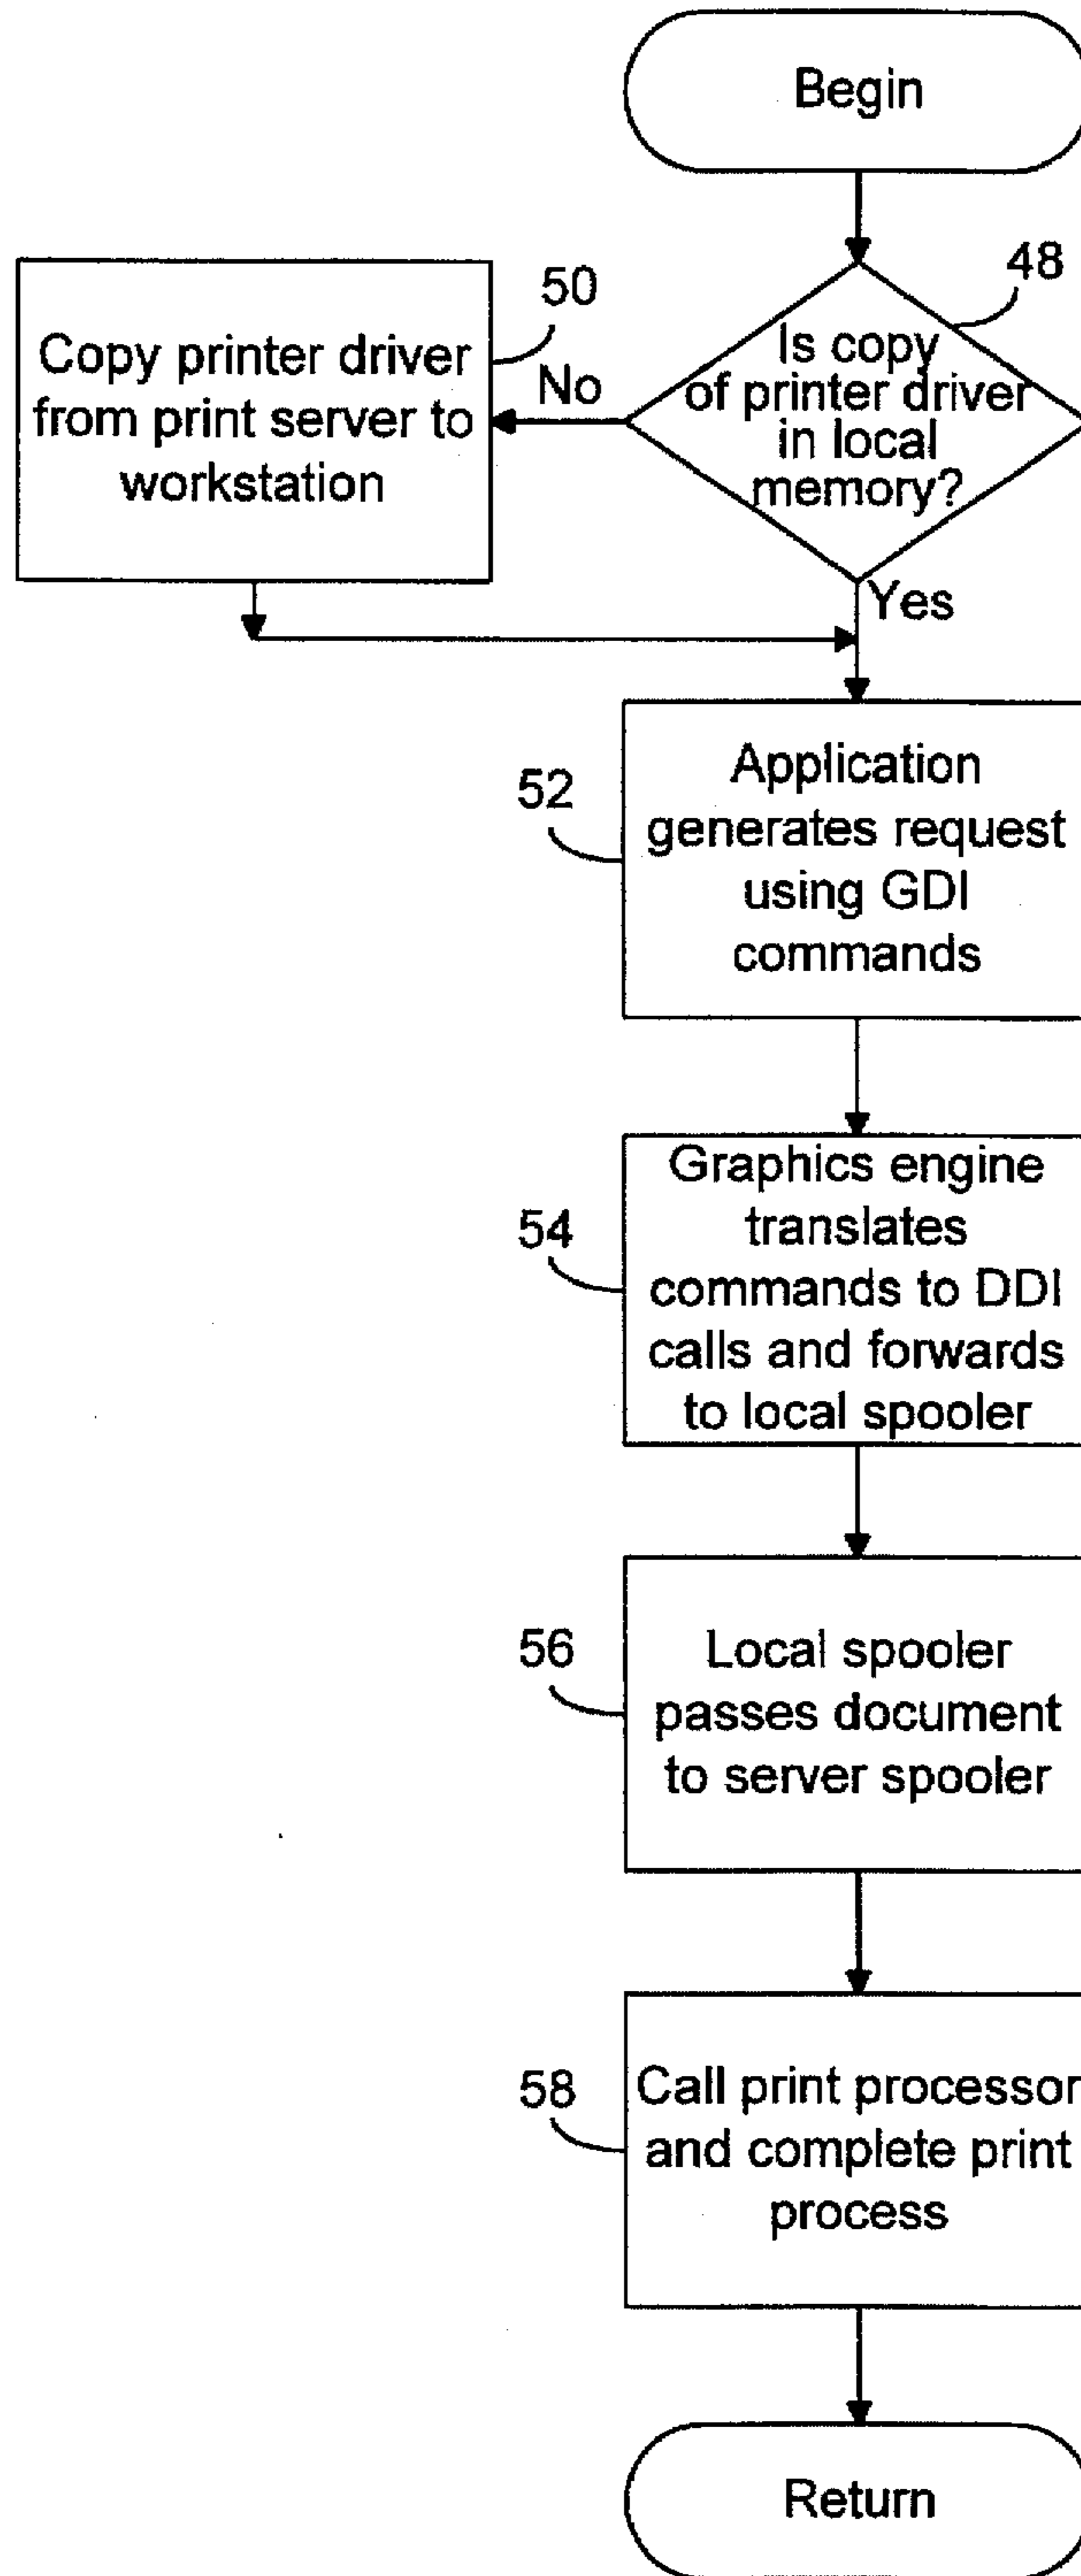 Begin
48
Is copy
of printer driver
in local
memory?
50
Copy printer driver
from print server to
workstation
No
Yes
52
Application
generates request
using GDI
commands
54
Graphics engine
translates
commands to DDI
calls and forwards
to local spooler
56
Local spooler
passes document
to server spooler
58
Call print processor
and complete print
process
Return